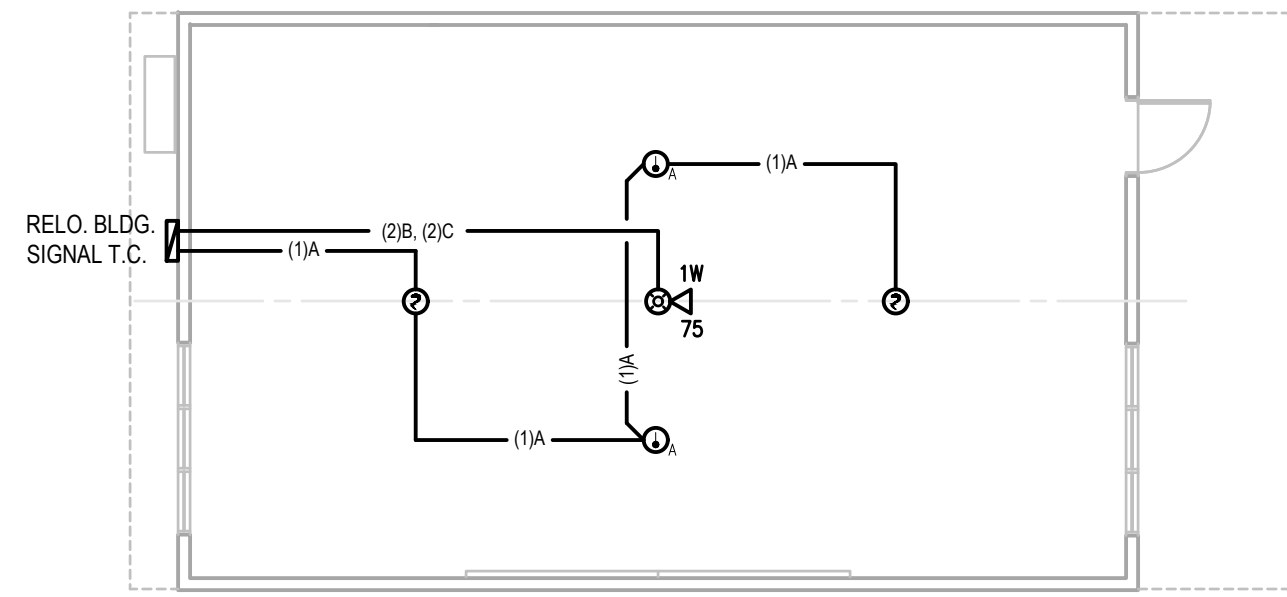 A
(1)A
RELO. BLDG.
SIGNAL T.C.
(2)B, (2)C
(1)A
1W
75
(1)A
(1)A
A